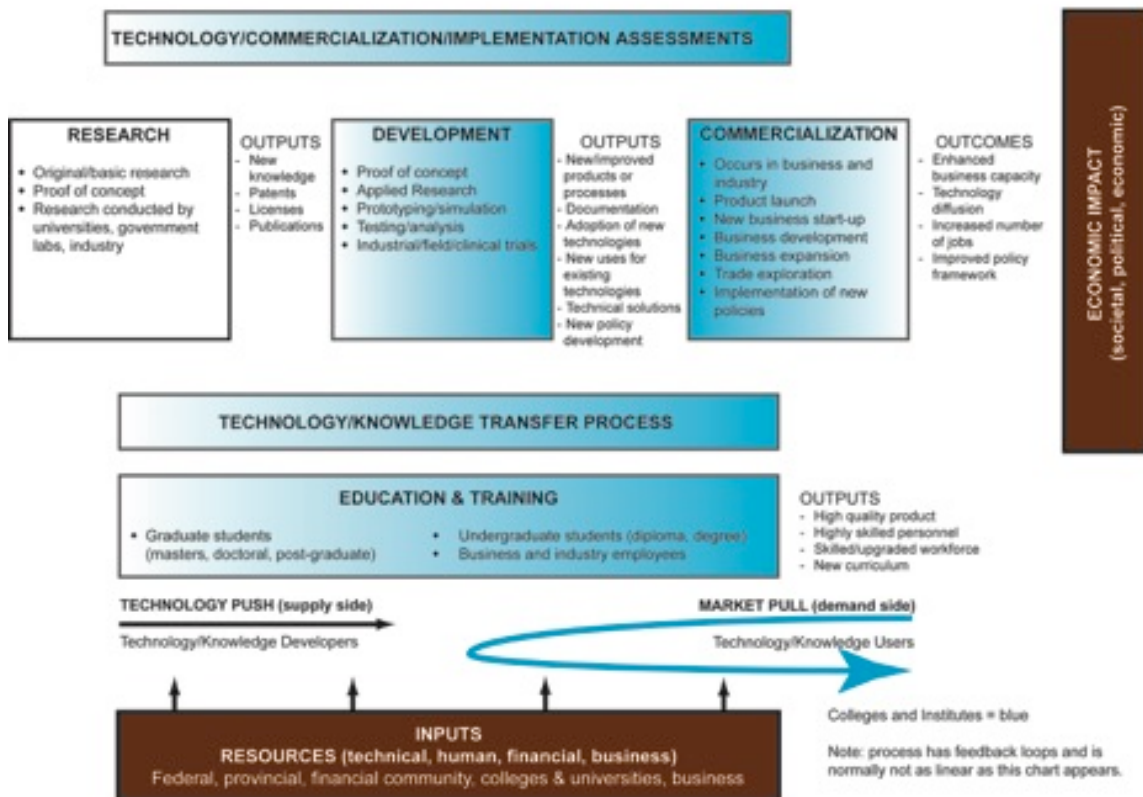 TECHNOLOGY/COMMERCIALIZATION/IMPLEMENTATION ASSESSMENTS
RESEARCH
• Original/basic research
• Proof of concept
• Research conducted by
universities, government
labs, industry
OUTPUTS
- New
knowledge
- Patents
- Licenses
- Publications
DEVELOPMENT
• Proof of concept
• Applied Research
• Prototyping/simulation
• Testing/analysis
• Industrial/field/clinical trials
OUTPUTS
- New/improved
products or
processes
- Documentation
- Adoption of new
technologies
- New uses for
existing
technologies
- Technical solutions
- New policy
development
COMMERCIALIZATION
• Occurs in business and
industry
• Product launch
• New business start-up
• Business development
• Business expansion
• Trade exploration
• Implementation of new
policies
OUTCOMES
- Enhanced
business capacity
- Technology
diffusion
- Increased number
of jobs
- Improved policy
framework
ECONOMIC IMPACT
(societal, political, economic)
TECHNOLOGY/KNOWLEDGE TRANSFER PROCESS
EDUCATION & TRAINING
• Graduate students
(masters, doctoral, post-graduate)
• Undergraduate students (diploma, degree)
• Business and industry employees
OUTPUTS
- High quality product
- Highly skilled personnel
- Skilled/upgraded workforce
- New curriculum
TECHNOLOGY PUSH (supply side)
Technology/Knowledge Developers
MARKET PULL (demand side)
Technology/Knowledge Users
INPUTS
RESOURCES (technical, human, financial, business)
Federal, provincial, financial community, colleges & universities, business
Colleges and Institutes = blue
Note: process has feedback loops and is
normally not as linear as this chart appears.